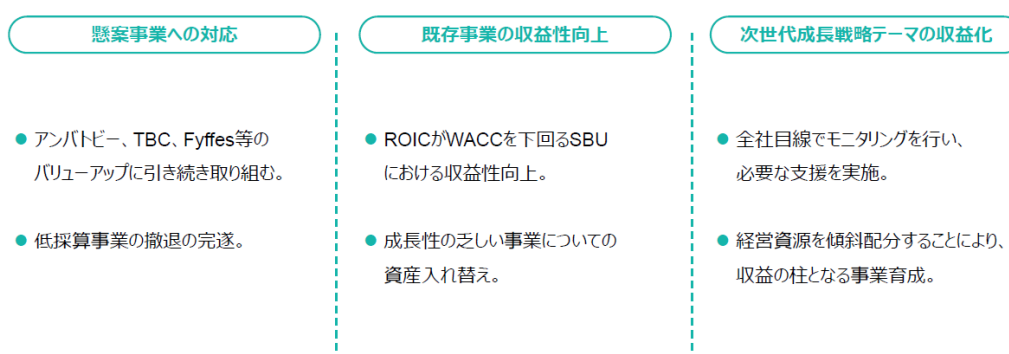 懸案事業への対応
● アンバトビー、TBC、Fyffes等の
バリューアップに引き続き取り組む。
● 低採算事業の撤退の完遂。
既存事業の収益性向上
● ROICがWACCを下回るSBU
における収益性向上。
● 成長性の乏しい事業についての
資産入れ替え。
次世代成長戦略テーマの収益化
● 全社目線でモニタリングを行い、
必要な支援を実施。
● 経営資源を傾斜配分することにより、
収益の柱となる事業育成。